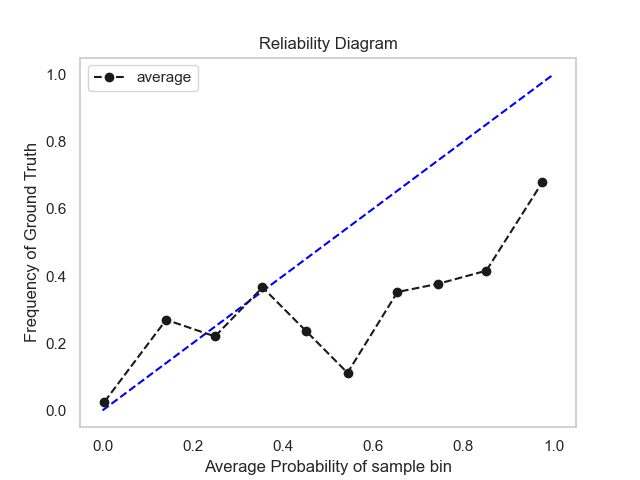 Reliability Diagram
average
Frequency of Ground Truth
1.0
0.8
0.6
0.4
0.2
0.0
0.0 0.2 0.4 0.6 0.8 1.0
Average Probability of sample bin